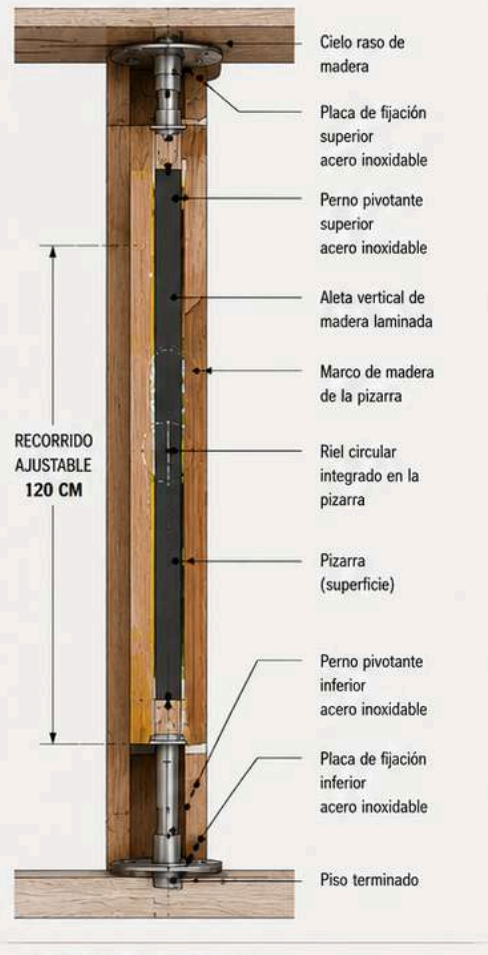 Cielo raso de
madera
Placa de fijación
superior
acero inoxidable
Perno pivotante
superior
acero inoxidable
Aleta vertical de
madera laminada
Marco de madera
de la pizarra
RECORRIDO
AJUSTABLE
120 CM
Riel circular
integrado en la
pizarra
Pizarra
(superficie)
Perno pivotante
inferior
acero inoxidable
Placa de fijación
inferior
acero inoxidable
Piso terminado